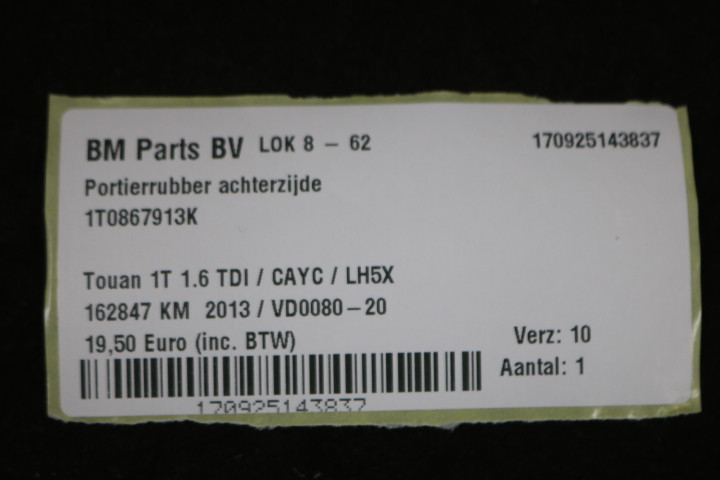 BM Parts BV LOK 8 - 62 170925143837
Portierrubber achterzijde
1T0867913K
Touan 1T 1.6 TDI / CAYC / LH5X
162847 KM 2013 / VD0080-20
19,50 Euro (inc. BTW) Verz: 10
Aantal: 1
170925143837